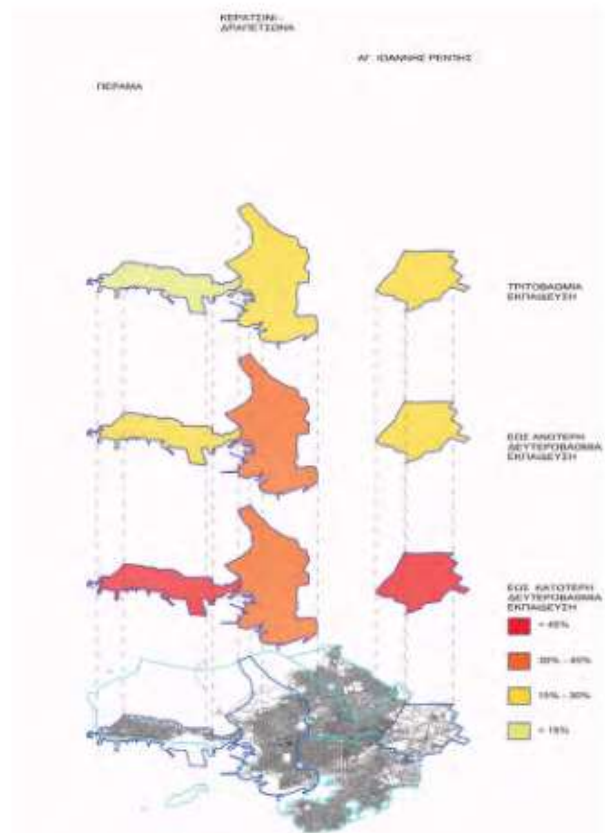 ΚΕΡΑΤΣΙΝΙ -
ΔΡΑΠΕΤΣΩΝΑ
ΑΓ. ΙΩΑΝΝΗΣ ΡΕΝΤΗΣ
ΠΕΡΑΜΑ
ΤΡΙΤΟΒΑΘΜΙΑ
ΕΚΠΑΙΔΕΥΣΗ
ΕΩΣ ΑΝΩΤΕΡΗ
ΔΕΥΤΕΡΟΒΑΘΜΙΑ
ΕΚΠΑΙΔΕΥΣΗ
ΕΩΣ ΚΑΤΩΤΕΡΗ
ΔΕΥΤΕΡΟΒΑΘΜΙΑ
ΕΚΠΑΙΔΕΥΣΗ
30% - 45%
15% - 30%
< 15%